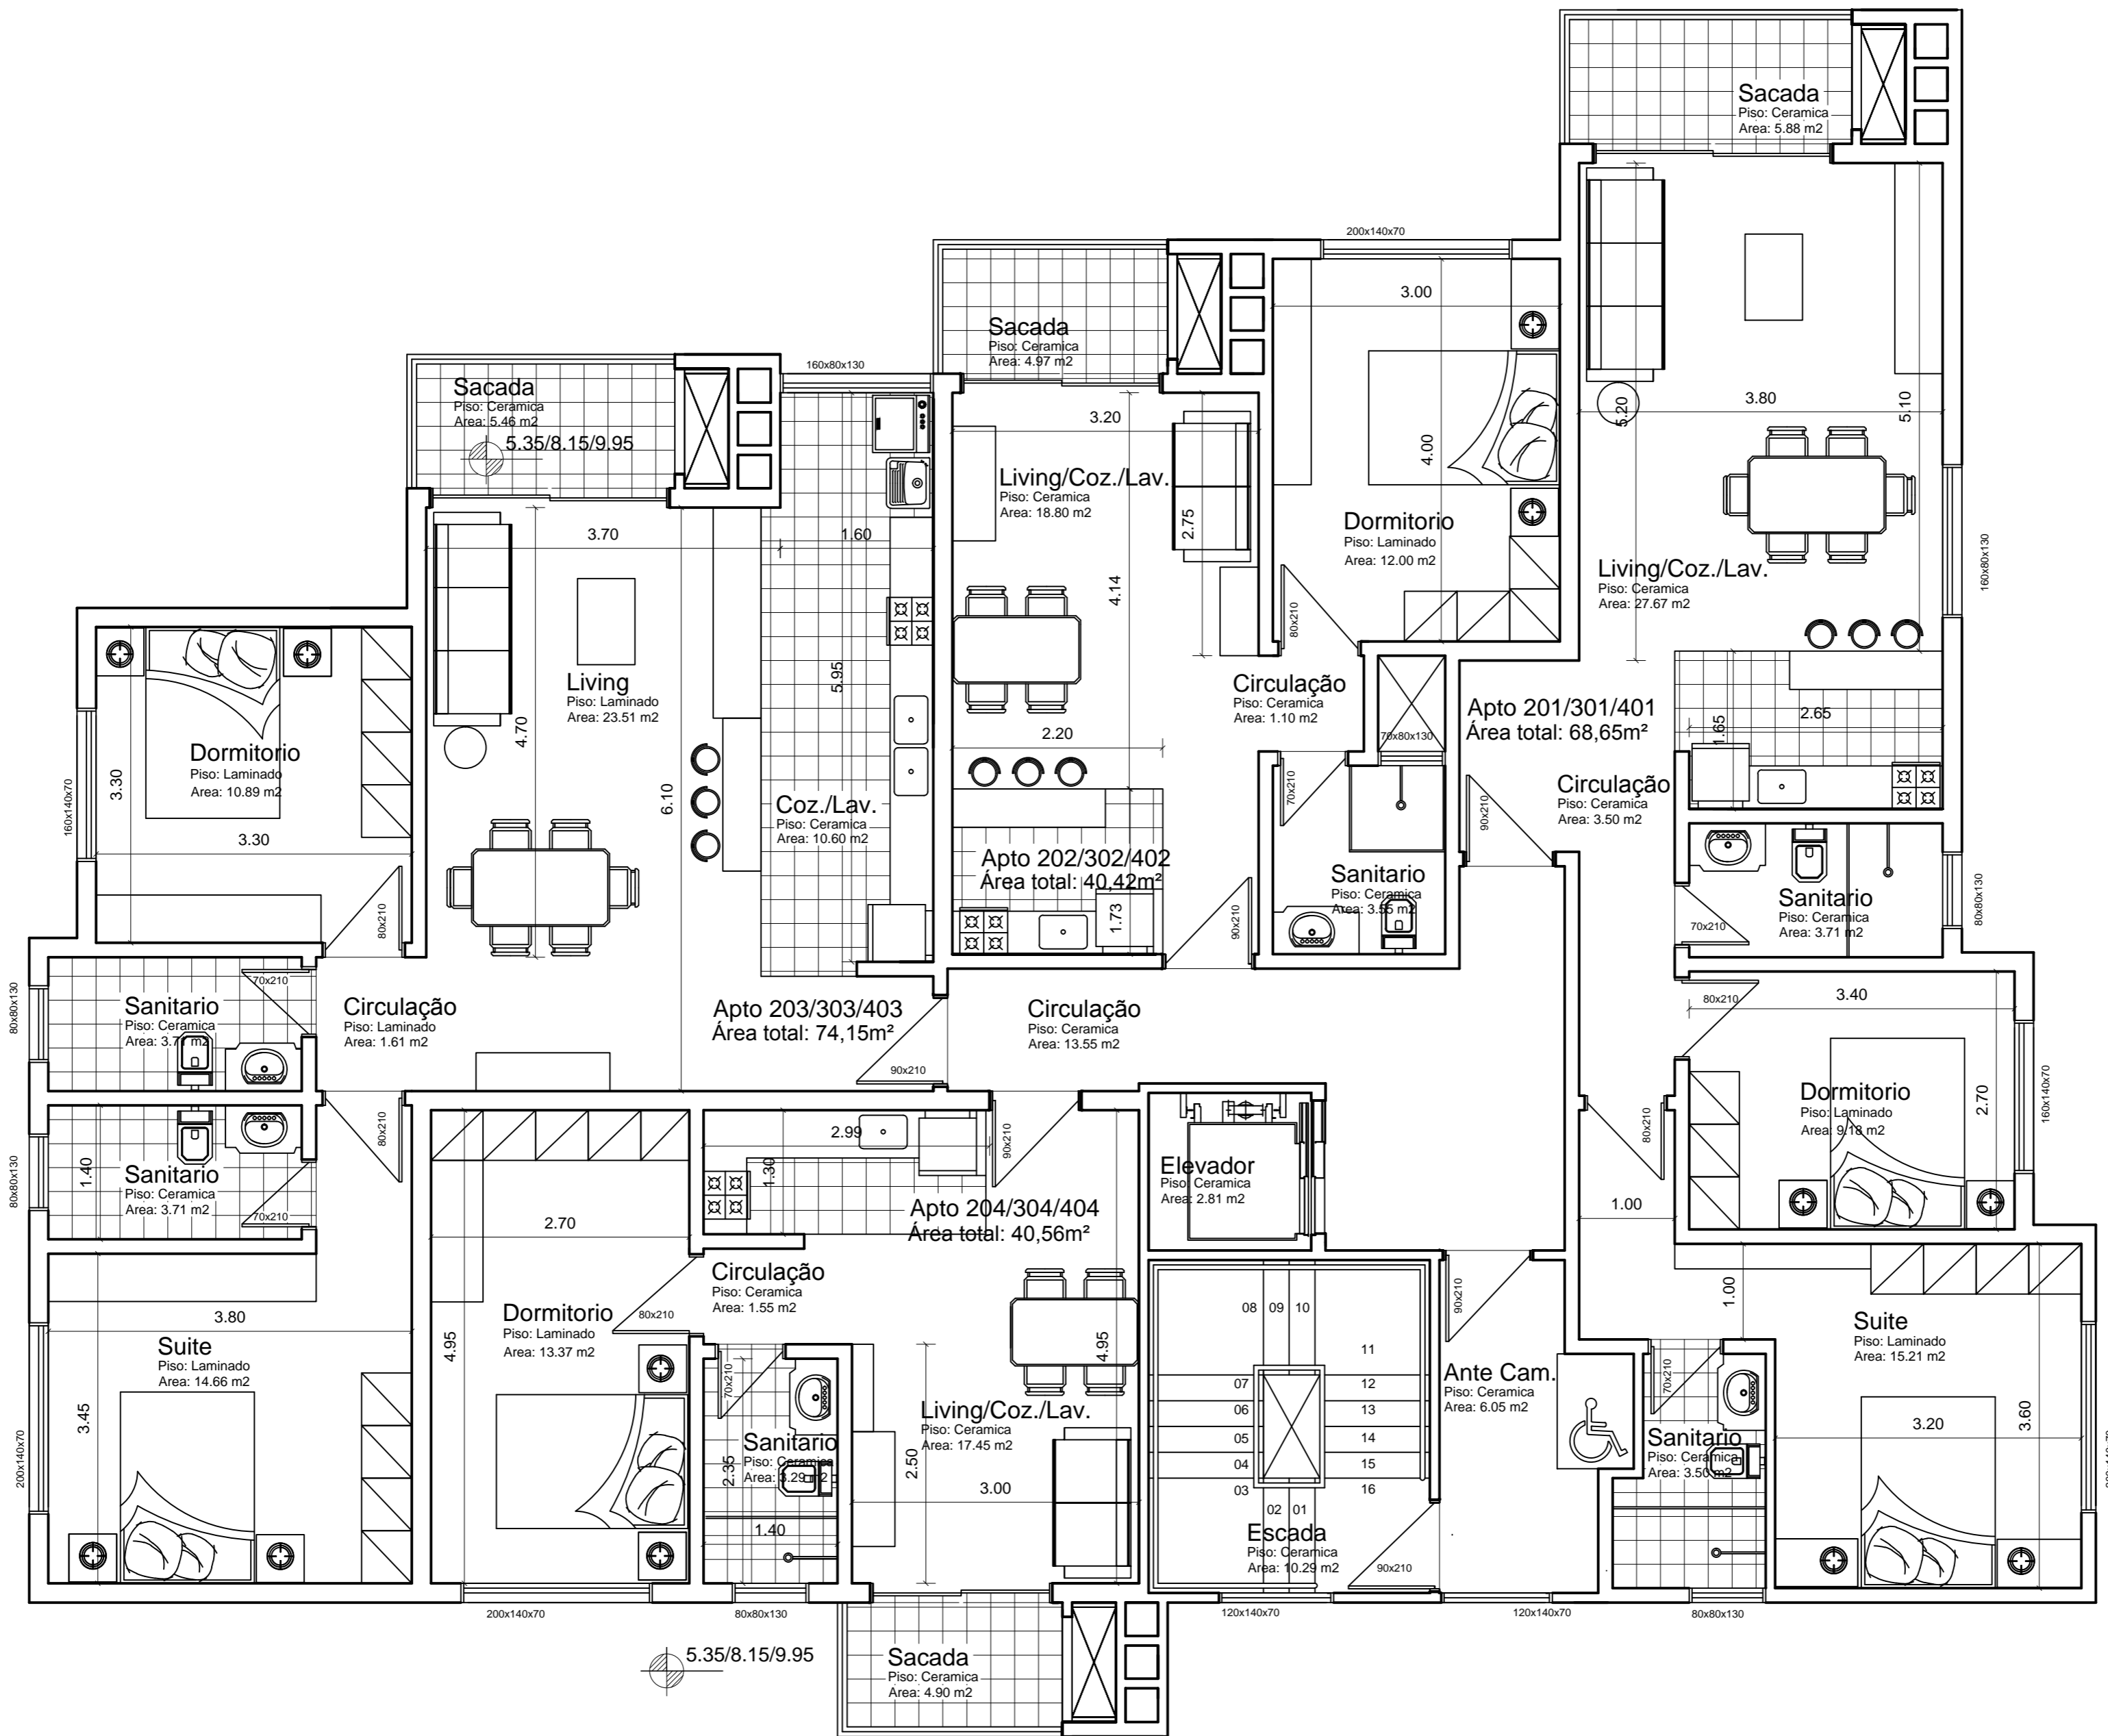 Sacada
Piso: Ceramica
Area: 5.88 m2
200x140x70
3.00
Sacada
Piso: Ceramica
Area: 4.97 m2
160x80x130
Sacada
Piso: Ceramica
Area: 5.46 m2
5.35/8.15/9.95
3.20
5.20
3.80
5.10
4.00
Living/Coz./Lav.
Piso: Ceramica
Area: 18.80 m2
2.75
Dormitorio
Piso: Laminado
Area: 12.00 m2
3.70
1.60
4.14
80x210
Living/Coz./Lav.
Piso: Ceramica
Area: 27.67 m2
160x80x130
Living
Piso: Laminado
Area: 23.51 m2
5.95
4.70
Circulação
Piso: Ceramica
Area: 1.10 m2
Apto 201/301/401
Área total: 68,65m²
2.65
1.65
2.20
70x80x130
Dormitorio
Piso: Laminado
Area: 10.89 m2
3.30
160x140x70
3.30
6.10
Coz./Lav.
Piso: Ceramica
Area: 10.60 m2
70x210
90x210
Circulação
Piso: Ceramica
Area: 3.50 m2
Apto 202/302/402
Área total: 40,42m²
1.73
Sanitario
Piso: Ceramica
Area: 3.55 m2
Sanitario
Piso: Ceramica
Area: 3.71 m2
70x210
80x80x130
80x210
90x210
70x210
80x80x130
Sanitario
Piso: Ceramica
Area: 3.71 m2
Circulação
Piso: Laminado
Area: 1.61 m2
Apto 203/303/403
Área total: 74,15m²
90x210
Circulação
Piso: Ceramica
Area: 13.55 m2
80x210
3.40
Dormitorio
Piso: Laminado
Area: 9.18 m2
2.70
160x140x70
80x210
80x80x130
1.40
Sanitario
Piso: Ceramica
Area: 3.71 m2
70x210
80x210
2.99
1.30
90x210
Elevador
Piso: Ceramica
Area: 2.81 m2
Apto 204/304/404
Área total: 40,56m²
2.70
1.00
1.00
3.80
Suite
Piso: Laminado
Area: 14.66 m2
3.45
200x140x70
Dormitorio
Piso: Laminado
Area: 13.37 m2
4.95
80x210
Circulação
Piso: Ceramica
Area: 1.55 m2
4.95
08
09
10
11
07
12
06
13
05
14
04
15
03
16
02
01
90x210
Ante Cam.
Piso: Ceramica
Area: 6.05 m2
Suite
Piso: Laminado
Area: 15.21 m2
3.20
3.60
70x210
Sanitario
Piso: Ceramica
Area: 3.29 m2
2.35
1.40
Living/Coz./Lav.
Piso: Ceramica
Area: 17.45 m2
2.50
3.00
70x210
Sanitario
Piso: Ceramica
Area: 3.50 m2
Escada
Piso: Ceramica
Area: 10.29 m2
90x210
200x140x70
80x80x130
120x140x70
120x140x70
80x80x130
5.35/8.15/9.95
Sacada
Piso: Ceramica
Area: 4.90 m2